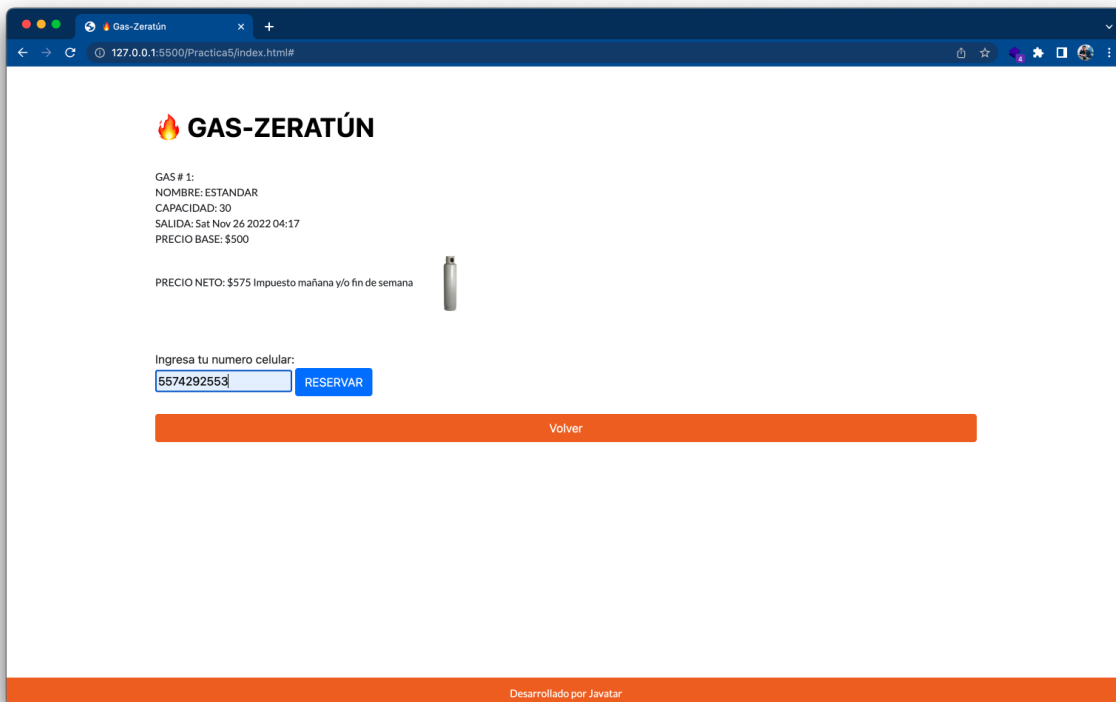 Gas-Zeratún
127.0.0.1:5500/Practica5/index.html#
4
GAS-ZERATÚN
GAS # 1:
NOMBRE: ESTANDAR
CAPACIDAD: 30
SALIDA: Sat Nov 26 2022 04:17
PRECIO BASE: $500
PRECIO NETO: $575 Impuesto mañana y/o fin de semana
Ingresa tu numero celular:
5574292553 RESERVAR
Volver
Desarrollado por Javatar